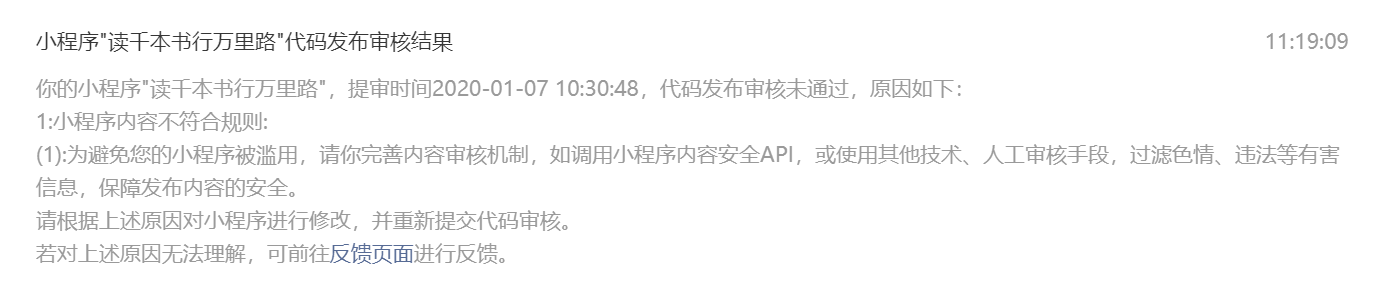 小程序"读千本书行万里路"代码发布审核结果 11:19:09
你的小程序"读千本书行万里路"，提审时间2020-01-07 10:30:48，代码发布审核未通过，原因如下：
1:小程序内容不符合规则:
(1):为避免您的小程序被滥用，请你完善内容审核机制，如调用小程序内容安全API，或使用其他技术、人工审核手段，过滤色情、违法等有害
信息，保障发布内容的安全。
请根据上述原因对小程序进行修改，并重新提交代码审核。
若对上述原因无法理解，可前往反馈页面进行反馈。